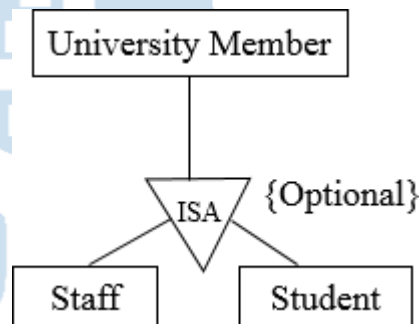 University Member
ISA
{Optional}
Staff
Student